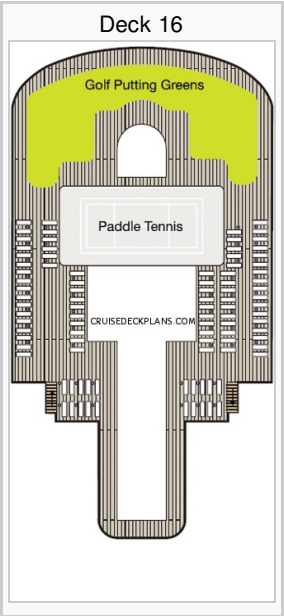 Deck 16
Golf Putting Greens
Paddle Tennis
CRUISEDECKPLANS.COM